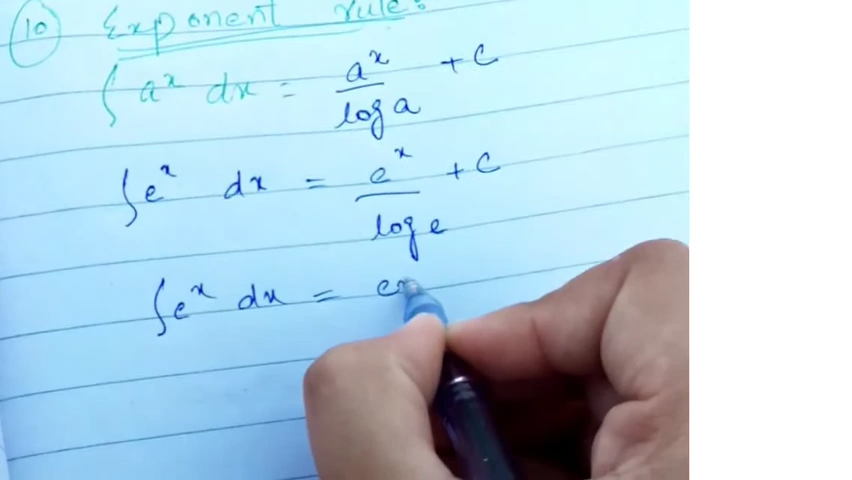 10 Exponent rule:
∫ a^x dx = a^x / log a + c
∫ e^x dx = e^x / log e + c
∫ e^x dx = e^x